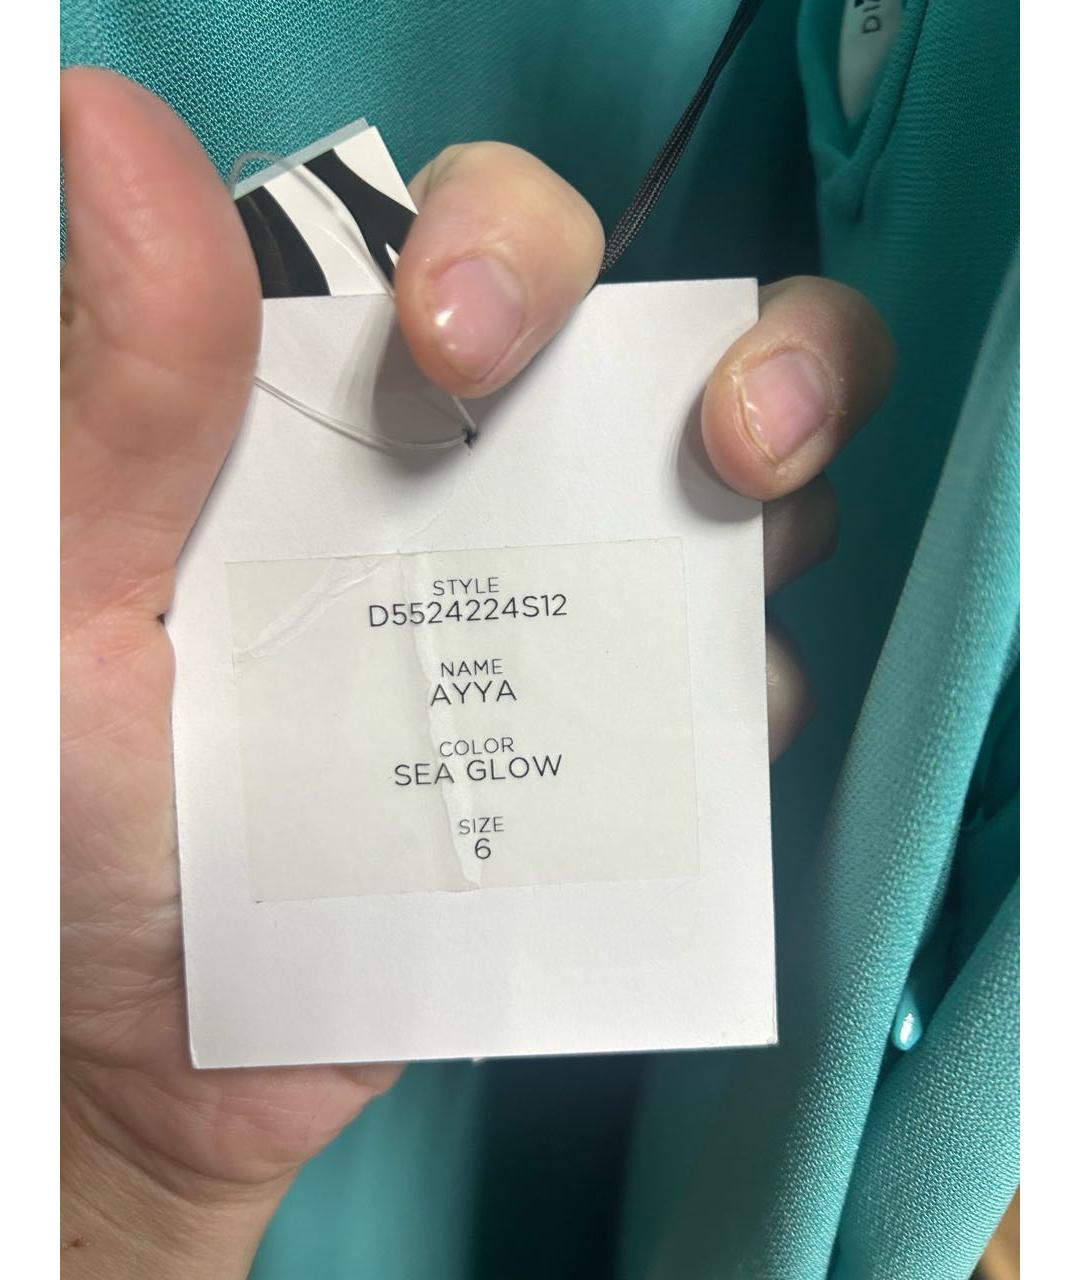 STYLE
D5524224S12
NAME
AYYA
COLOR
SEA GLOW
SIZE
6